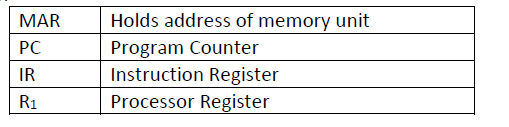 MAR Holds address of memory unit
PC Program Counter
IR Instruction Register
R₁ Processor Register